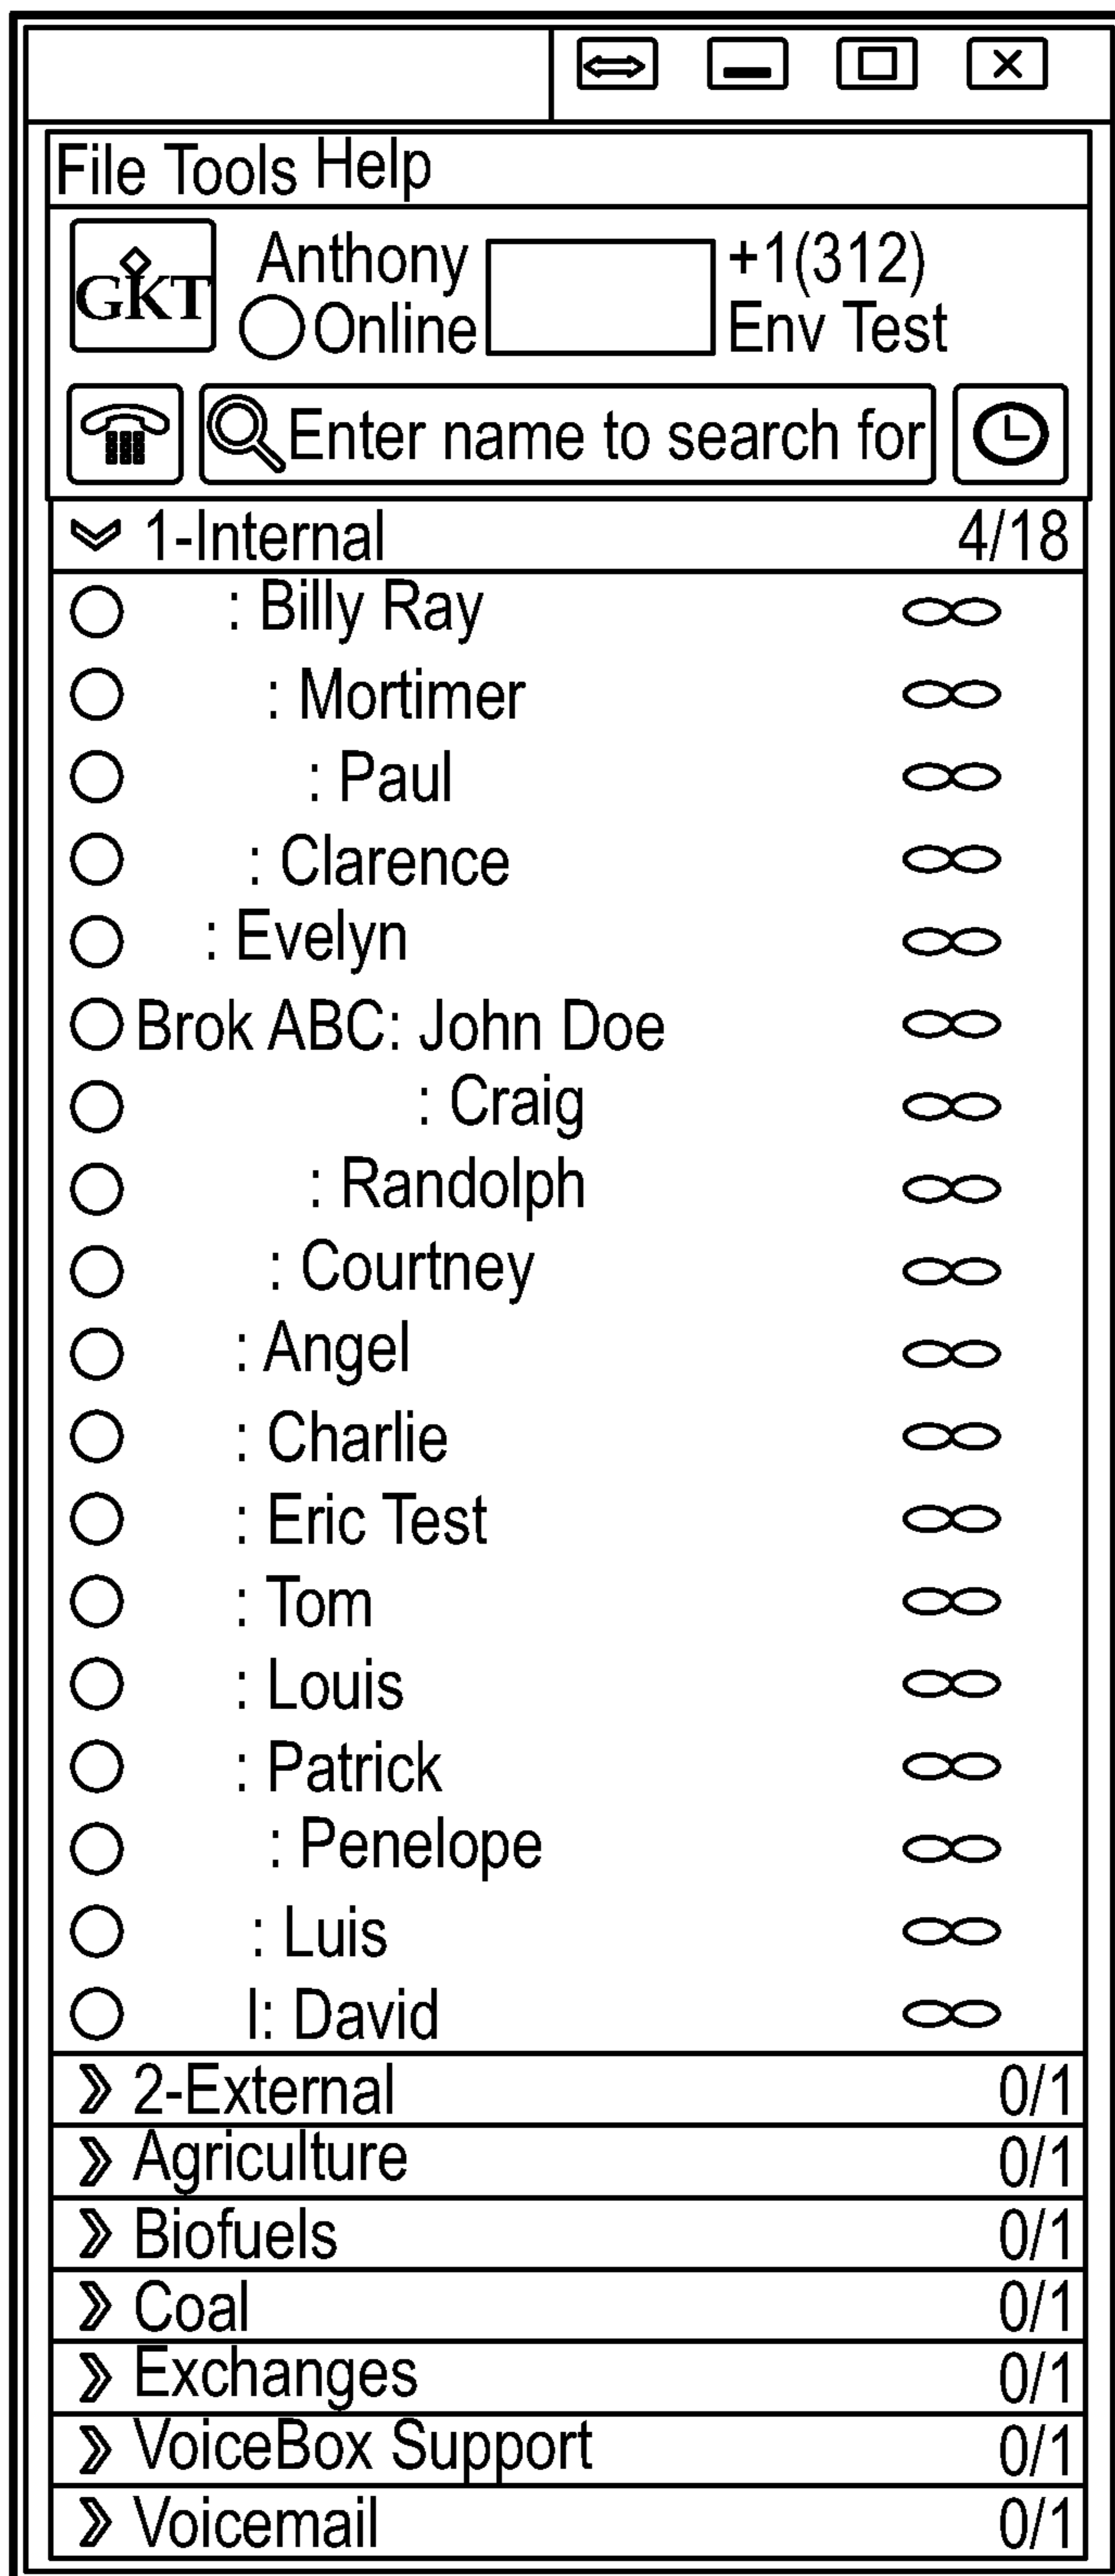 File Tools Help
GKT
Anthony
Online
+1(312)
Env Test
Enter name to search for
1-Internal 4/18
: Billy Ray
: Mortimer
: Paul
: Clarence
: Evelyn
Brok ABC: John Doe
: Craig
: Randolph
: Courtney
: Angel
: Charlie
: Eric Test
: Tom
: Louis
: Patrick
: Penelope
: Luis
I: David
2-External 0/1
Agriculture 0/1
Biofuels 0/1
Coal 0/1
Exchanges 0/1
VoiceBox Support 0/1
Voicemail 0/1